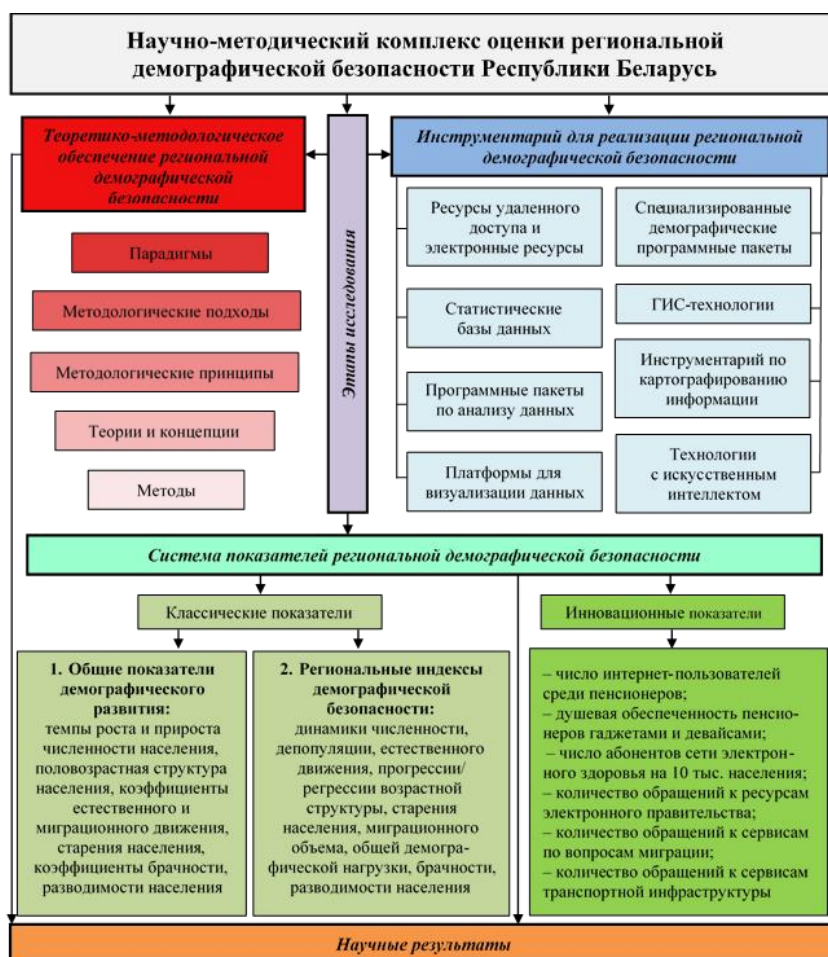 Научно-методический комплекс оценки региональной
демографической безопасности Республики Беларусь
Теоретико-методологическое
обеспечение региональной
демографической
безопасности
Парадигмы
Методологические подходы
Методологические принципы
Теории и концепции
Методы
Этапы исследования
Инструментарий для реализации региональной
демографической безопасности
Ресурсы удаленного
доступа и
электронные ресурсы
Статистические
базы данных
Программные пакеты
по анализу данных
Платформы для
визуализации данных
Специализированные
демографические
программные пакеты
ГИС-технологии
Инструментарий по
картографированию
информации
Технологии
с искусственным
интеллектом
Система показателей региональной демографической безопасности
Классические показатели
1. Общие показатели
демографического
развития:
темпы роста и прироста
численности населения,
половозрастная структура
населения, коэффициенты
естественного и
миграционного движения,
старения населения,
коэффициенты брачности,
разводимости населения
2. Региональные индексы
демографической
безопасности:
динамики численности,
депопуляции, естественного
движения, прогрессии/
регрессии возрастной
структуры, старения
населения, миграционного
объема, общей демогра-
фической нагрузки, брачности,
разводимости населения
Инновационные показатели
– число интернет-пользователей
среди пенсионеров;
– душевая обеспеченность пенсио-
неров гаджетами и девайсами;
– число абонентов сети электрон-
ного здоровья на 10 тыс. населения;
– количество обращений к ресурсам
электронного правительства;
– количество обращений к сервисам
по вопросам миграции;
– количество обращений к сервисам
транспортной инфраструктуры
Научные результаты